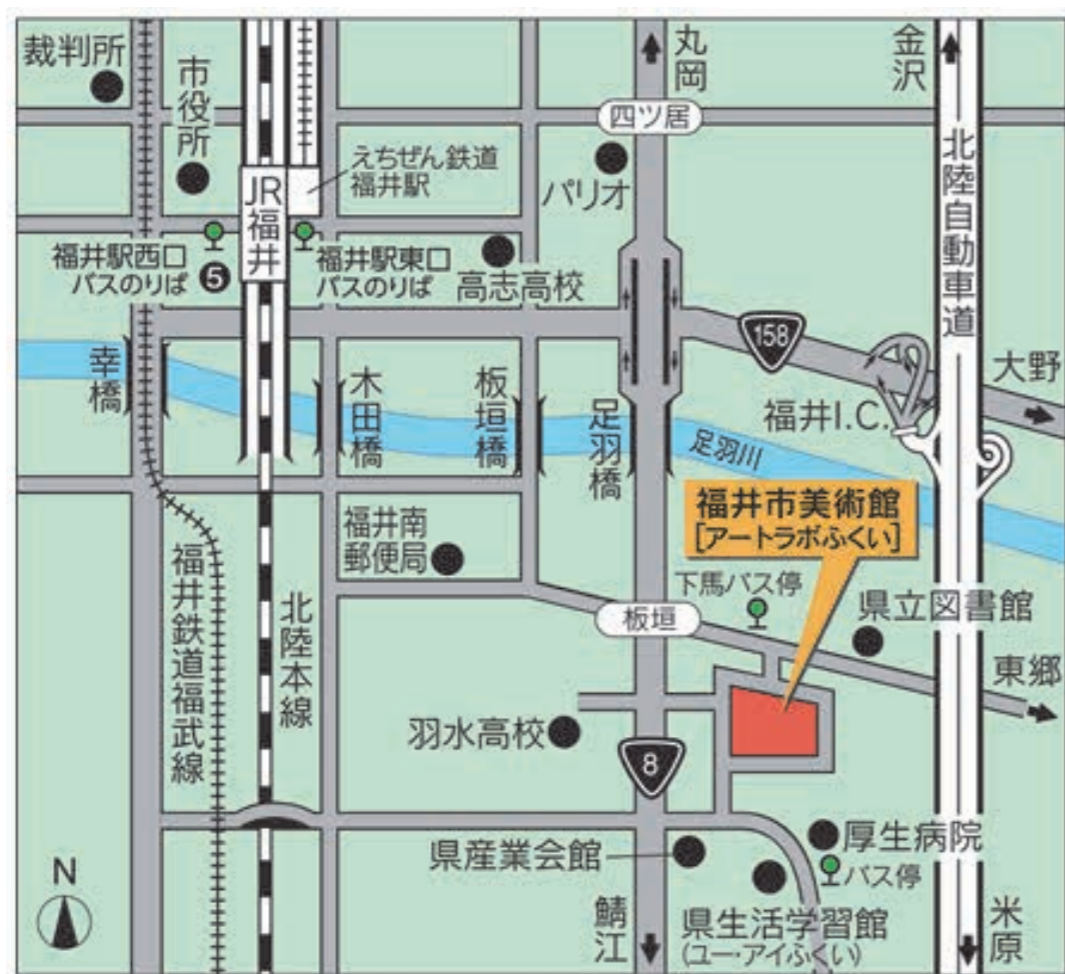 裁判所
市役所
丸岡
金沢
四ツ居
北陸自動車道
えちぜん鉄道
福井駅
パリオ
JR福井
福井駅西口
バスのりば
5
福井駅東口
バスのりば
高志高校
158
大野
幸橋
木田橋
板垣橋
足羽橋
足羽川
福井I.C.
福井市美術館
[アートラボふくい]
福井南
郵便局
下馬バス停
県立図書館
板垣
東郷
福井鉄道福武線
北陸本線
羽水高校
8
県産業会館
厚生病院
バス停
県生活学習館
(ユー・アイふくい)
鯖江
米原
N